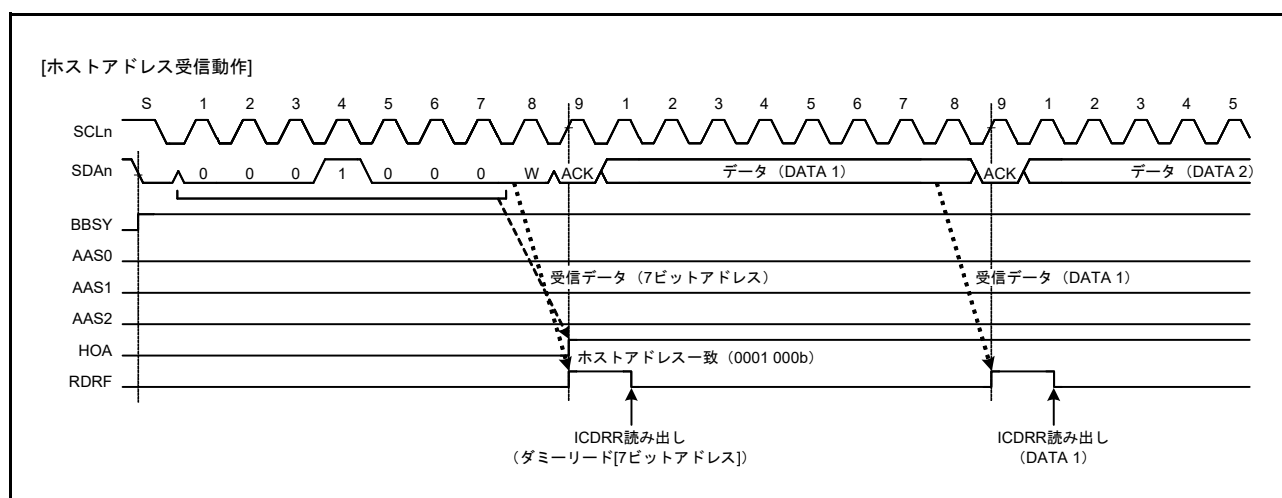 [ホストアドレス受信動作]
S 1 2 3 4 5 6 7 8 9 1 2 3 4 5 6 7 8 9 1 2 3 4 5
SCLn
SDAn 0 0 0 1 0 0 0 W ACK データ（DATA 1） ACK データ（DATA 2）
BBSY
AAS0
受信データ（7ビットアドレス） 受信データ（DATA 1）
AAS1
AAS2
HOA
ホストアドレス一致（0001 000b）
RDRF
ICDRR読み出し
（ダミーリード[7ビットアドレス]）
ICDRR読み出し
（DATA 1）